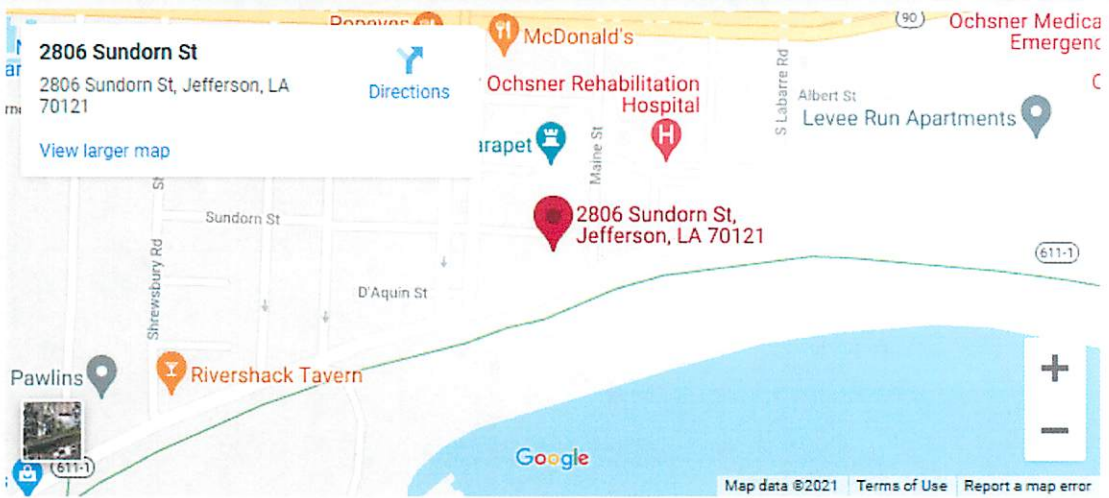 2806 Sundorn St
2806 Sundorn St, Jefferson, LA
70121
Directions
View larger map
Popeyes
McDonald's
90
Ochsner Medica
Emergenc
Ochsner Rehabilitation
Hospital
S Labarre Rd
Albert St
Levee Run Apartments
arapet
Maine St
H
St
Sundorn St
2806 Sundorn St,
Jefferson, LA 70121
611-1
Shrewsbury Rd
D'Aquin St
Pawlins
Rivershack Tavern
+
−
611-1
Google
Map data ©2021
Terms of Use
Report a map error